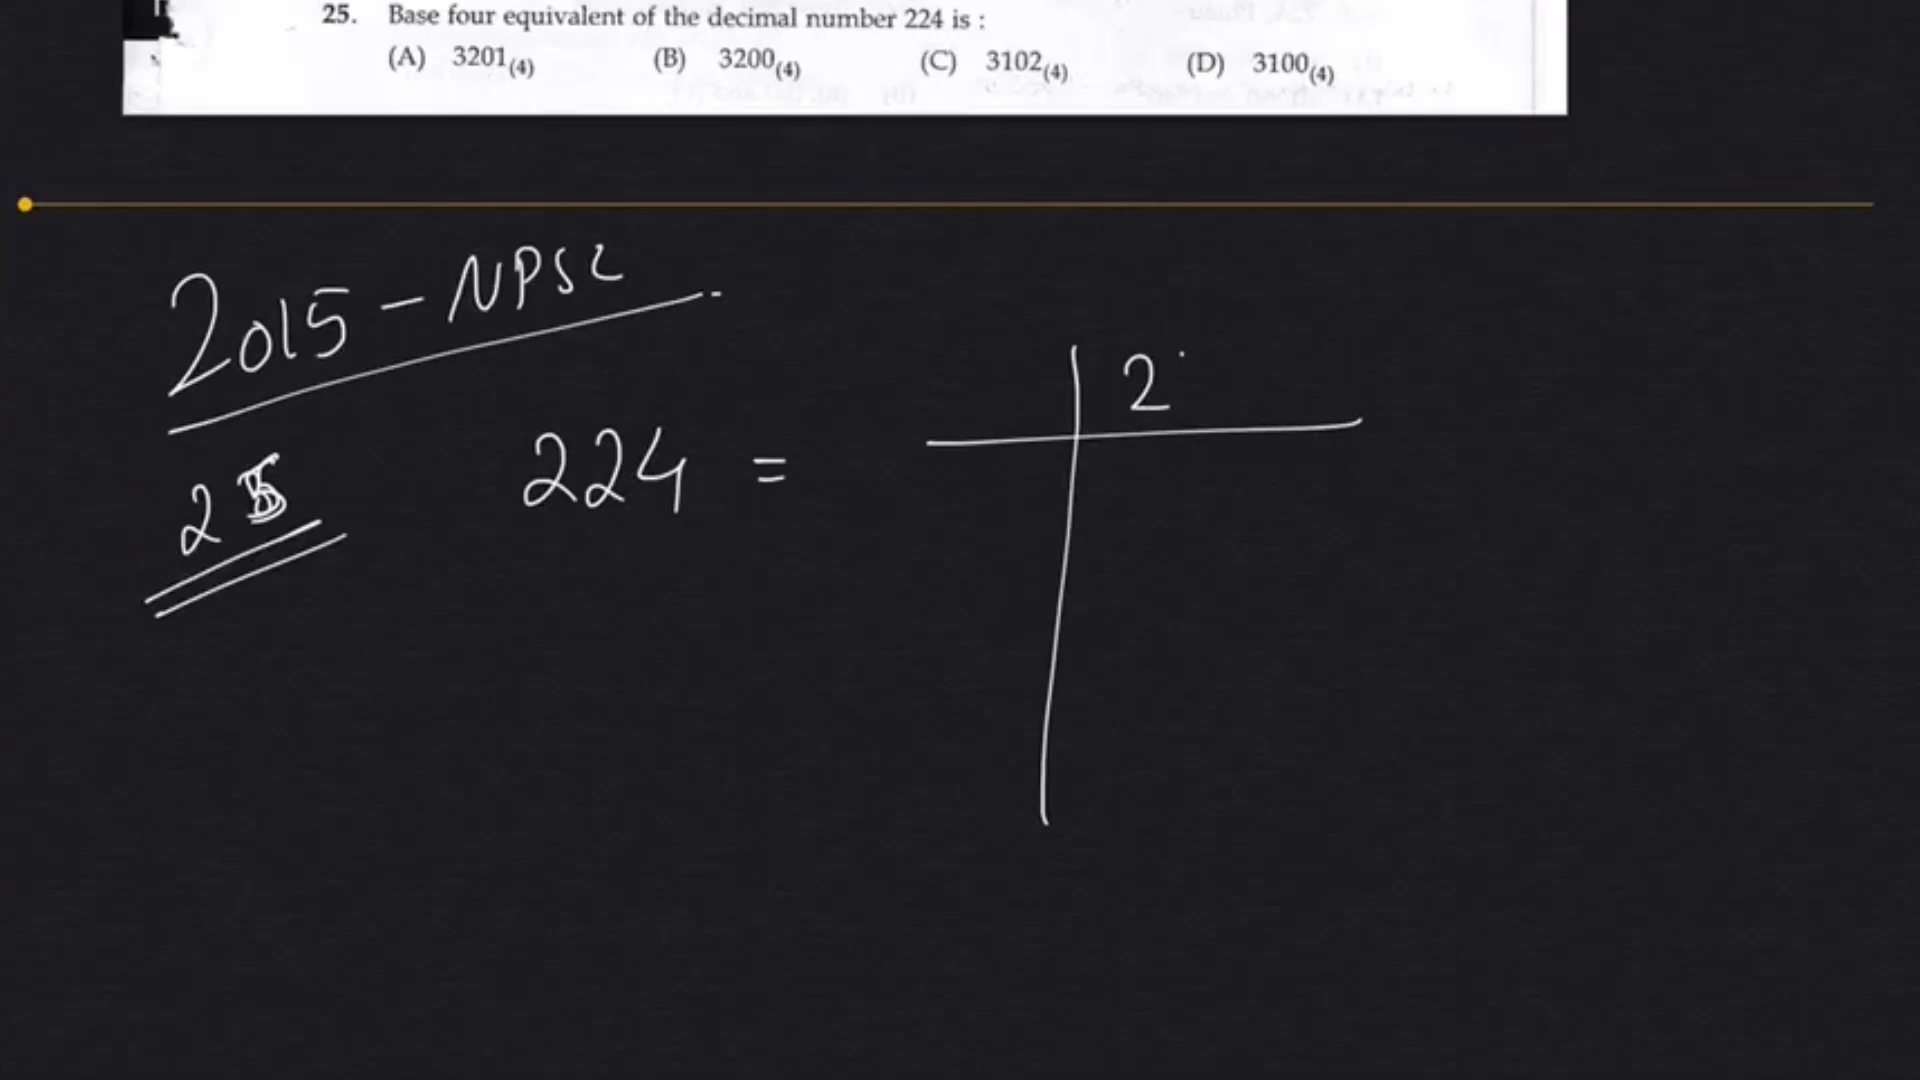 25. Base four equivalent of the decimal number 224 is :
(A) 3201(4) (B) 3200(4) (C) 3102(4) (D) 3100(4)
2015 - NPSC
2
25 224 =